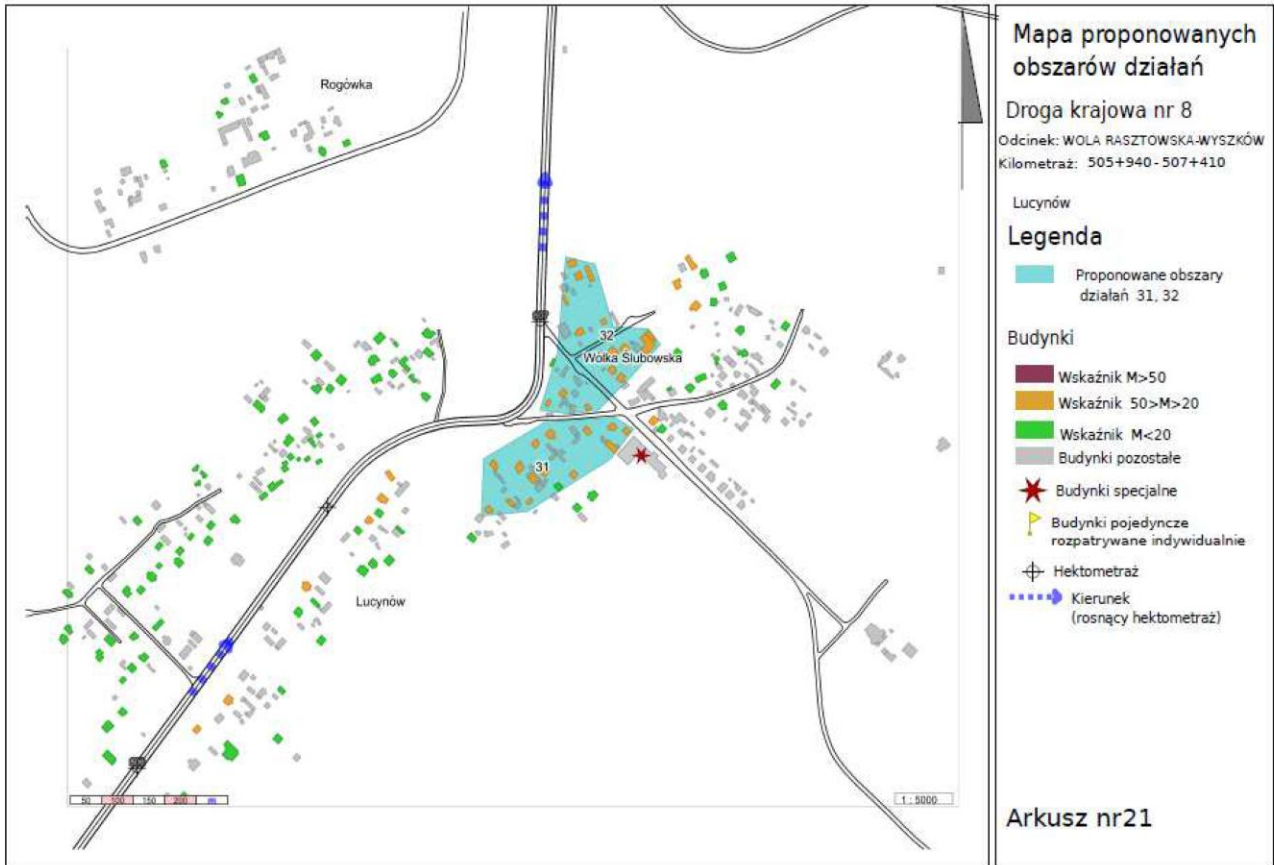 Mapa proponowanych
obszarów działań
Droga krajowa nr 8
Odcinek: WOLA RASZTOWSKA-WYSZKÓW
Kilometraż: 505+940-507+410
Lucynów
Legenda
Proponowane obszary
działań 31, 32
Budynki
Wskaźnik M>50
Wskaźnik 50>M>20
Wskaźnik M<20
Budynki pozostałe
Budynki specjalne
Budynki pojedyncze
rozpatrywane indywidualnie
Hektometraż
Kierunek
(rosnący hektometraż)
Arkusz nr21
Rogówka
32
Wólka Ślubowska
31
Lucynów
50 100 150 200
1 : 5000